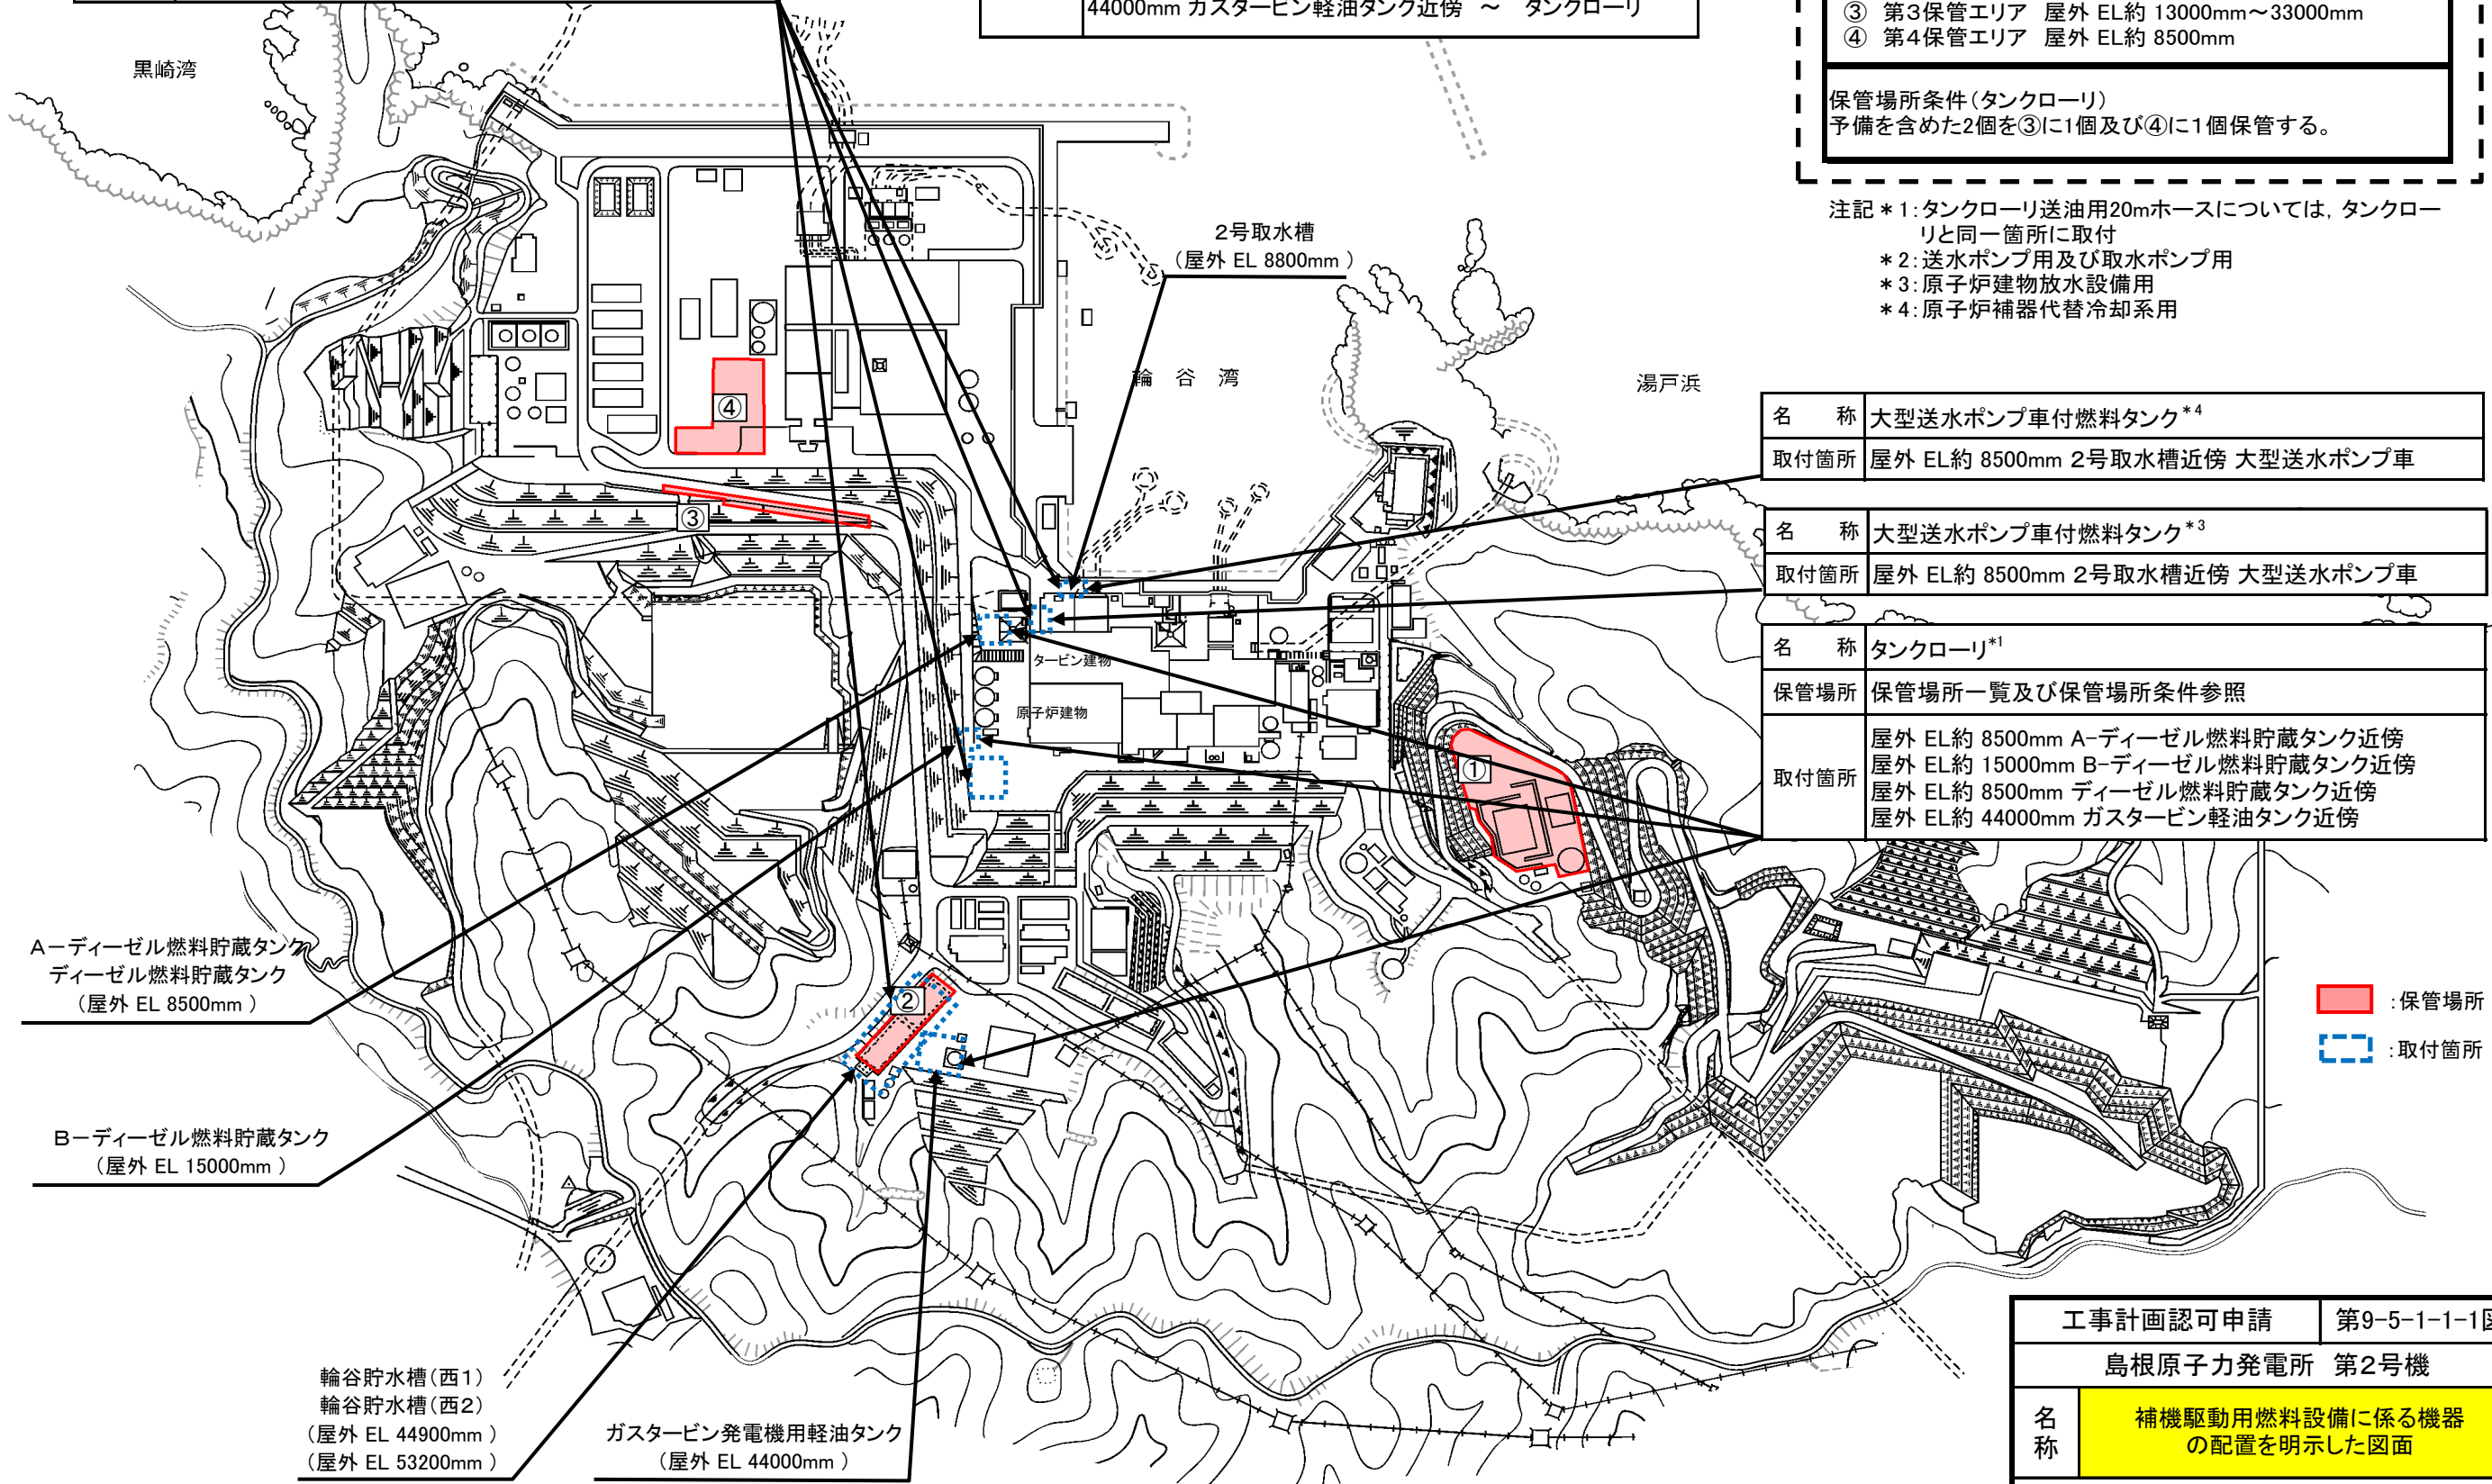 44000mm ガスタービン軽油タンク近傍 ～ タンクローリ
③ 第3保管エリア 屋外 EL約 13000mm～33000mm
④ 第4保管エリア 屋外 EL約 8500mm
保管場所条件(タンクローリ)
予備を含めた2個を③に1個及び④に1個保管する。
注記＊1:タンクローリ送油用20mホースについては，タンクロー
リと同一箇所に取付
＊2:送水ポンプ用及び取水ポンプ用
＊3:原子炉建物放水設備用
＊4:原子炉補器代替冷却系用
黒崎湾
2号取水槽
（屋外 EL 8800mm ）
輪 谷 湾
湯戸浜
名 称 大型送水ポンプ車付燃料タンク＊4
取付箇所 屋外 EL約 8500mm 2号取水槽近傍 大型送水ポンプ車
名 称 大型送水ポンプ車付燃料タンク＊3
取付箇所 屋外 EL約 8500mm 2号取水槽近傍 大型送水ポンプ車
名 称 タンクローリ*1
保管場所 保管場所一覧及び保管場所条件参照
取付箇所
屋外 EL約 8500mm A-ディーゼル燃料貯蔵タンク近傍
屋外 EL約 15000mm B-ディーゼル燃料貯蔵タンク近傍
屋外 EL約 8500mm ディーゼル燃料貯蔵タンク近傍
屋外 EL約 44000mm ガスタービン軽油タンク近傍
④
③
タービン建物
原子炉建物
①
②
A－ディーゼル燃料貯蔵タンク
ディーゼル燃料貯蔵タンク
（屋外 EL 8500mm ）
B－ディーゼル燃料貯蔵タンク
（屋外 EL 15000mm ）
:保管場所
:取付箇所
輪谷貯水槽(西1)
輪谷貯水槽(西2)
（屋外 EL 44900mm ）
（屋外 EL 53200mm ）
ガスタービン発電機用軽油タンク
（屋外 EL 44000mm ）
工事計画認可申請 第9-5-1-1-1図
島根原子力発電所 第2号機
名称
補機駆動用燃料設備に係る機器
の配置を明示した図面